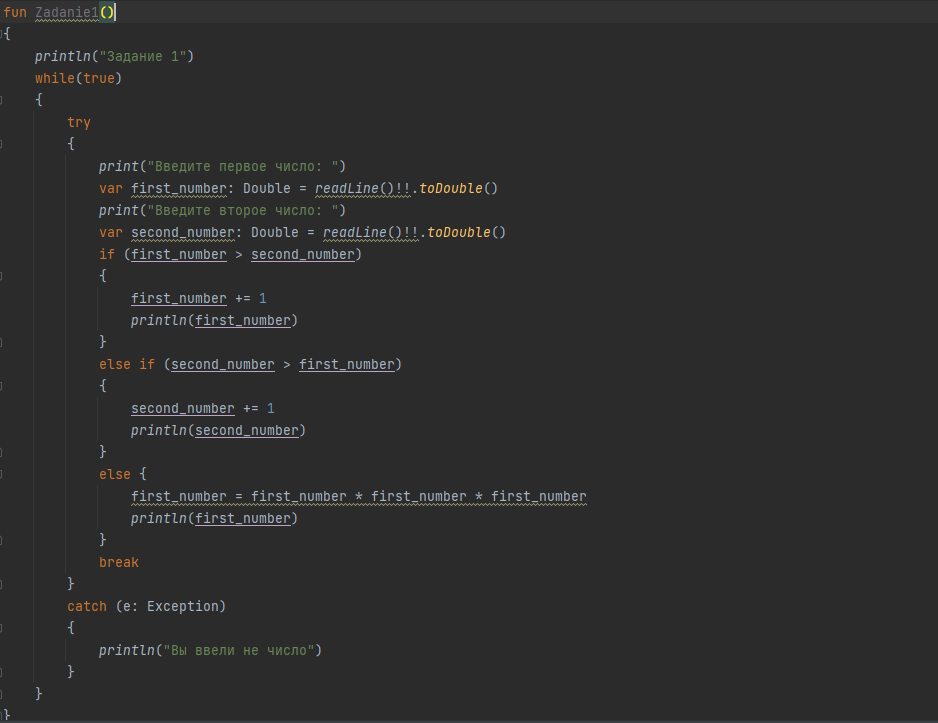 fun Zadanie1()
{
    println("Задание 1")
    while(true)
    {
        try
        {
            print("Введите первое число: ")
            var first_number: Double = readLine()!!.toDouble()
            print("Введите второе число: ")
            var second_number: Double = readLine()!!.toDouble()
            if (first_number > second_number)
            {
                first_number += 1
                println(first_number)
            }
            else if (second_number > first_number)
            {
                second_number += 1
                println(second_number)
            }
            else {
                first_number = first_number * first_number * first_number
                println(first_number)
            }
            break
        }
        catch (e: Exception)
        {
            println("Вы ввели не число")
        }
    }
}